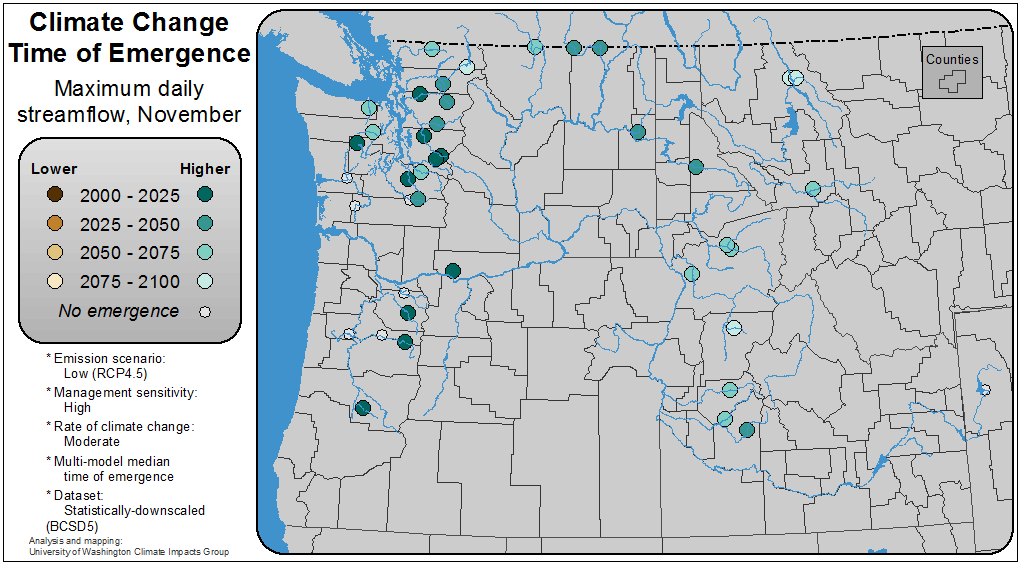 Climate Change
Time of Emergence
Maximum daily
streamflow, November
Lower Higher
2000 - 2025
2025 - 2050
2050 - 2075
2075 - 2100
No emergence
* Emission scenario:
Low (RCP4.5)
* Management sensitivity:
High
* Rate of climate change:
Moderate
* Multi-model median
time of emergence
* Dataset:
Statistically-downscaled
(BCSD5)
Analysis and mapping:
University of Washington Climate Impacts Group
Counties